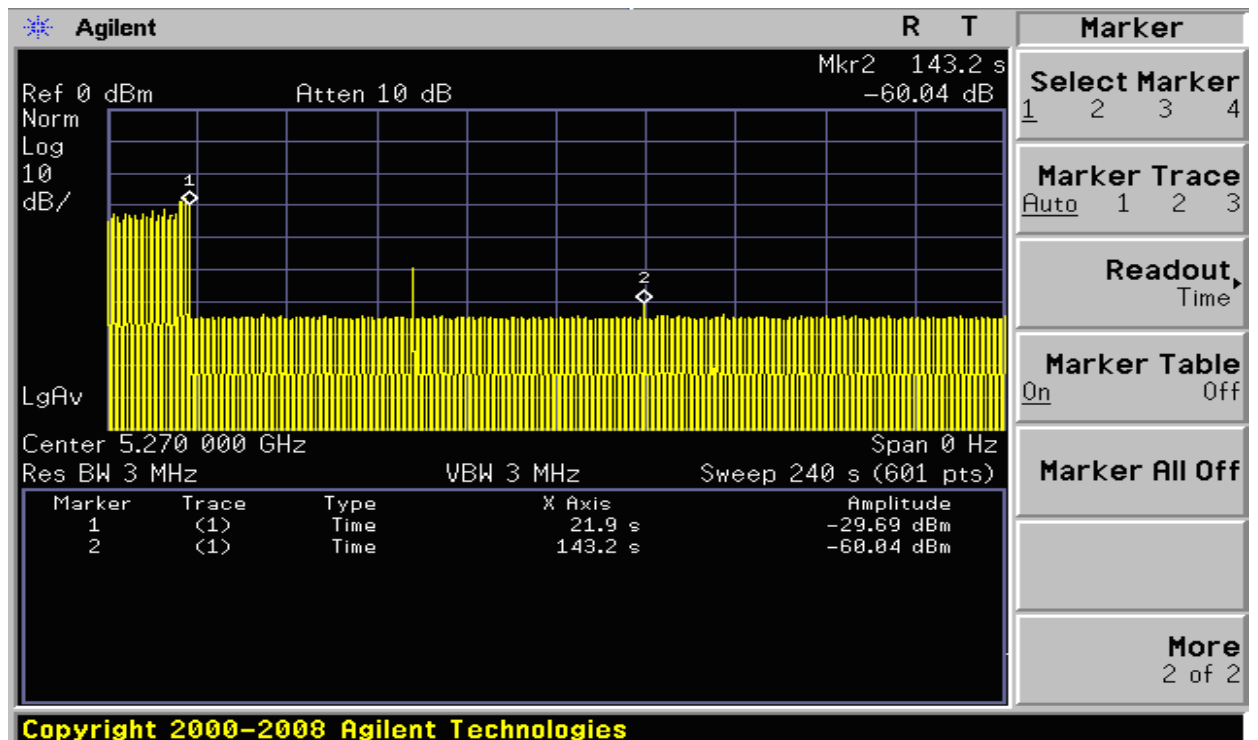 Agilent R T
Mkr2 143.2 s
Ref 0 dBm Atten 10 dB −60.04 dB
Norm
Log
10
dB/
1
2
LgAv
Center 5.270 000 GHz Span 0 Hz
Res BW 3 MHz VBW 3 MHz Sweep 240 s (601 pts)
Marker Trace Type X Axis Amplitude
1 (1) Time 21.9 s −29.69 dBm
2 (1) Time 143.2 s −60.04 dBm
Marker
Select Marker
1 2 3 4
Marker Trace
Auto 1 2 3
Readout
Time
Marker Table
On Off
Marker All Off
More
2 of 2
Copyright 2000−2008 Agilent Technologies